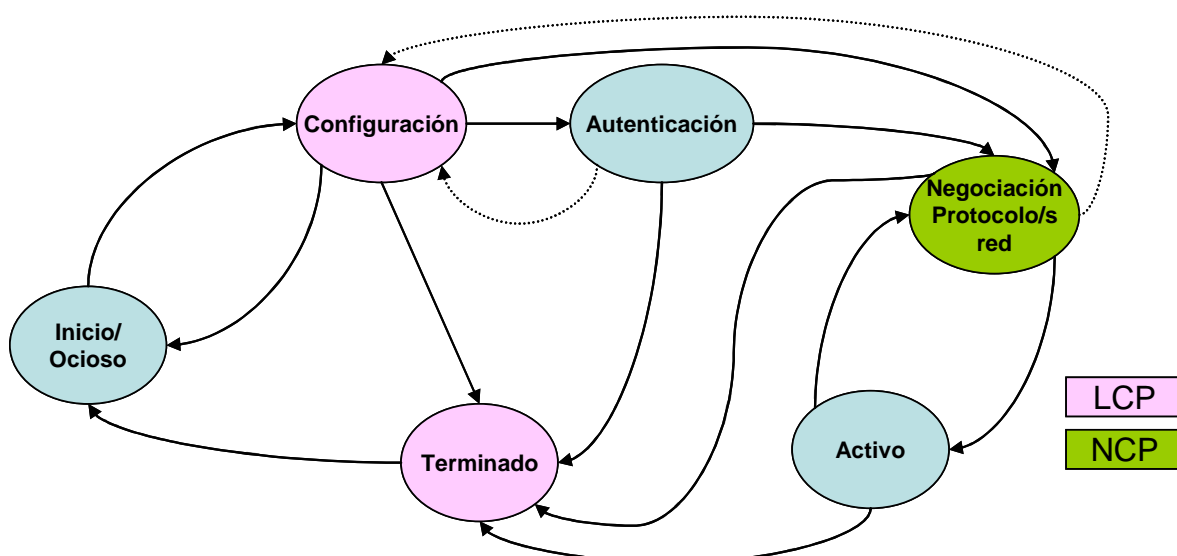 Configuración
Autenticación
Negociación
Protocolo/s
red
Inicio/
Ocioso
Terminado
Activo
LCP
NCP